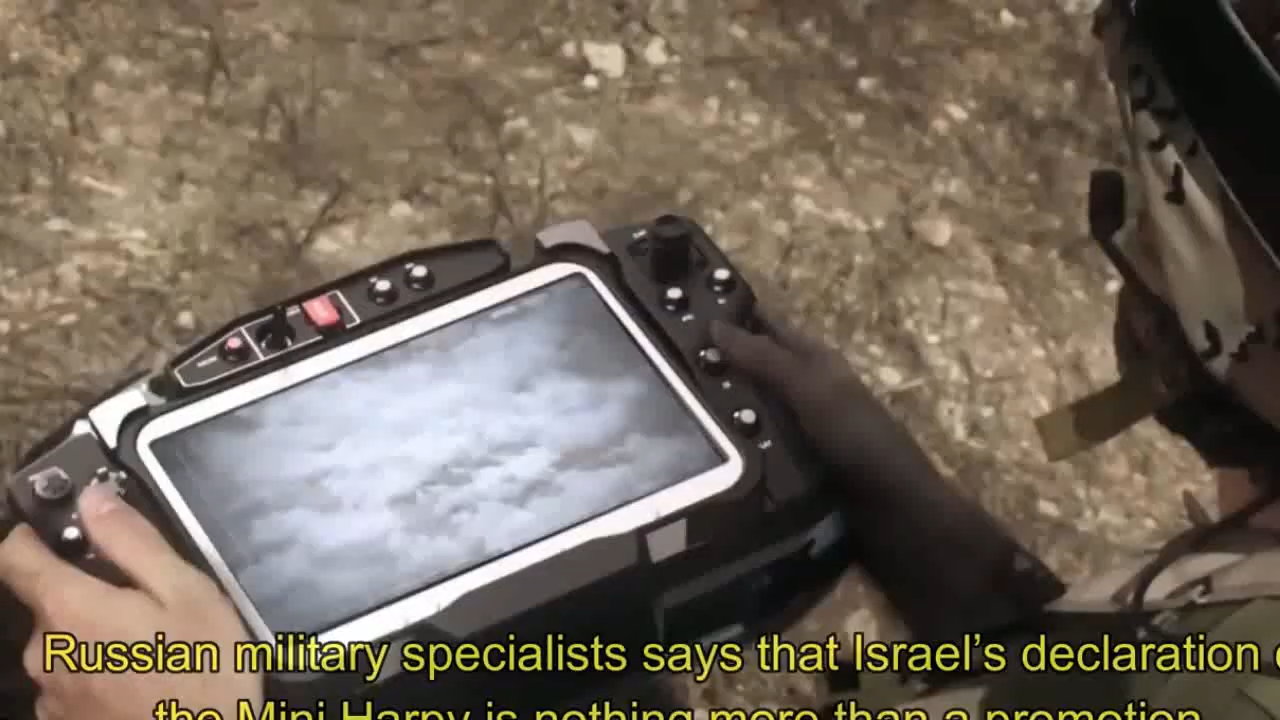 Russian military specialists says that Israel’s declaration
the Mini Harpy is nothing more than a promotion